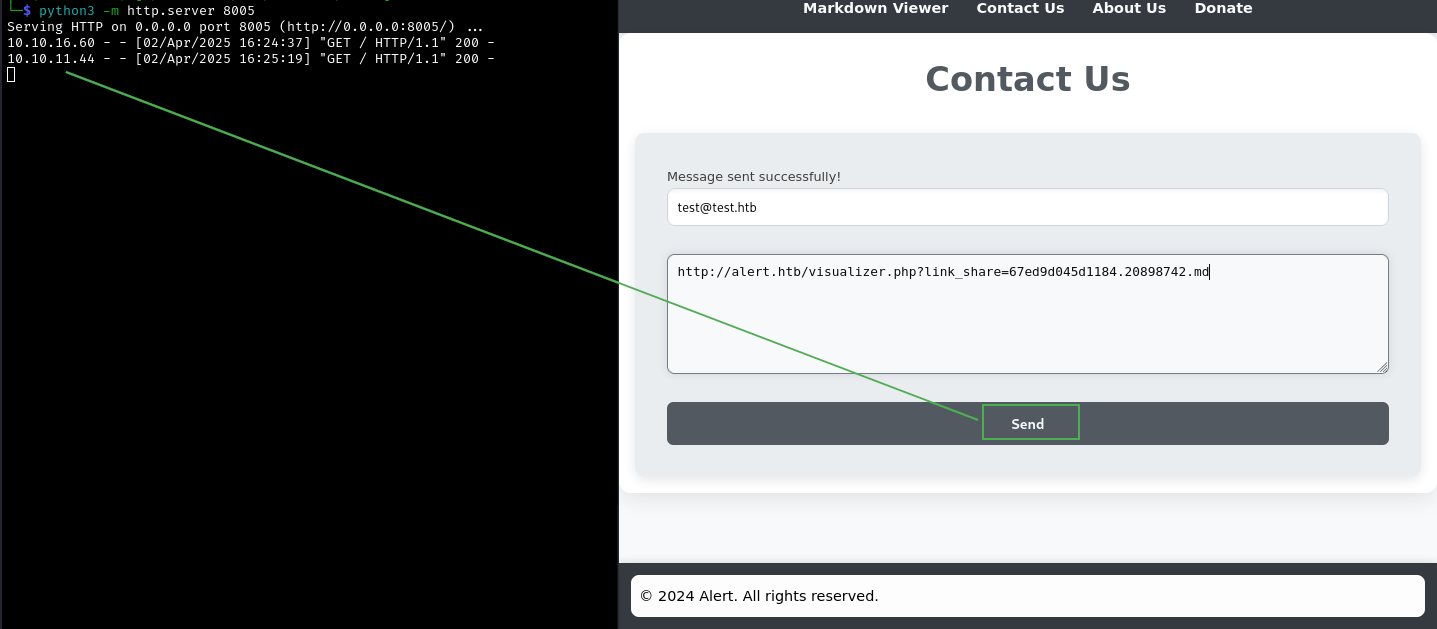 └─$ python3 -m http.server 8005
Serving HTTP on 0.0.0.0 port 8005 (http://0.0.0.0:8005/) ...
10.10.16.60 - - [02/Apr/2025 16:24:37] "GET / HTTP/1.1" 200 -
10.10.11.44 - - [02/Apr/2025 16:25:19] "GET / HTTP/1.1" 200 -
Markdown Viewer Contact Us About Us Donate
Contact Us
Message sent successfully!
test@test.htb
http://alert.htb/visualizer.php?link_share=67ed9d045d1184.20898742.md
Send
© 2024 Alert. All rights reserved.